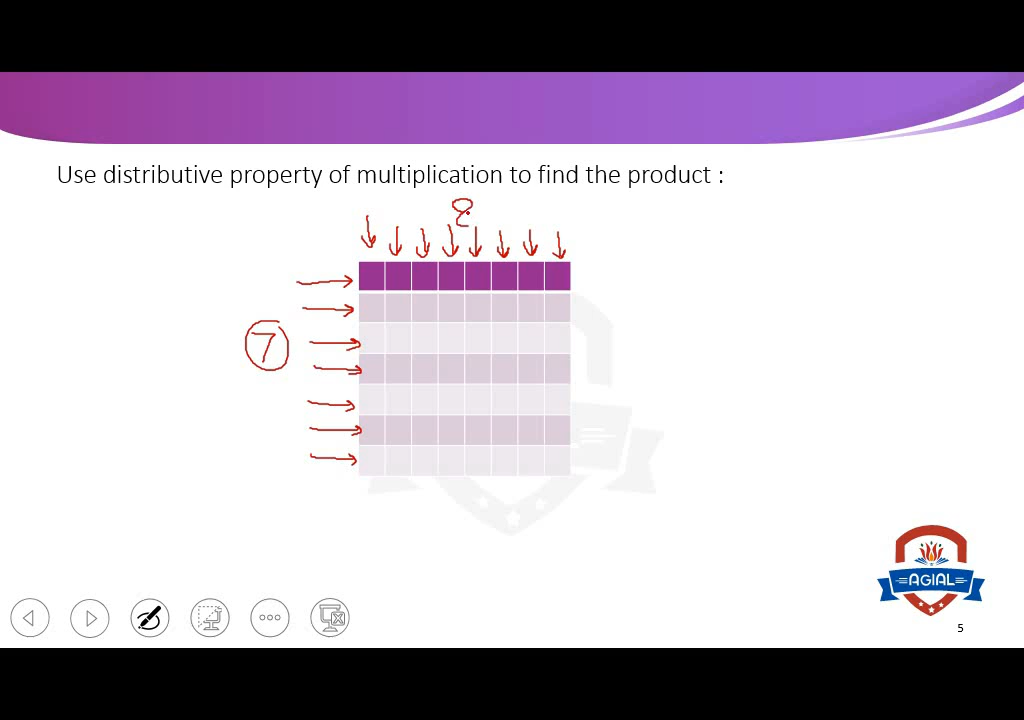 Use distributive property of multiplication to find the product :
8
7
AGIAL
5